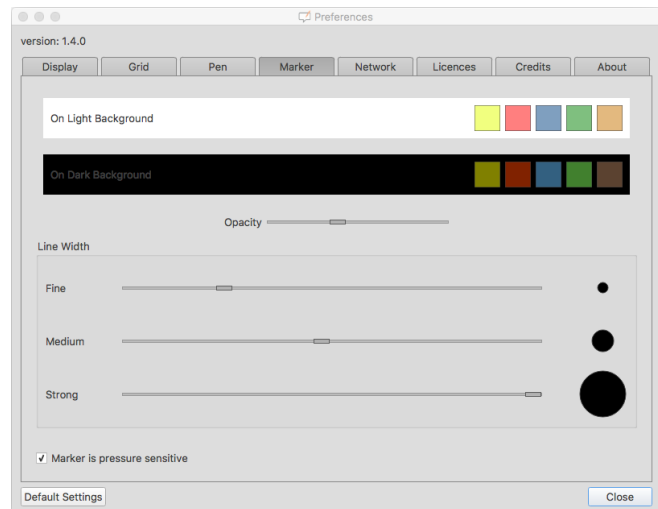 Preferences
version: 1.4.0
Display Grid Pen Marker Network Licences Credits About
On Light Background
On Dark Background
Opacity
Line Width
Fine
Medium
Strong
Marker is pressure sensitive
Default Settings Close